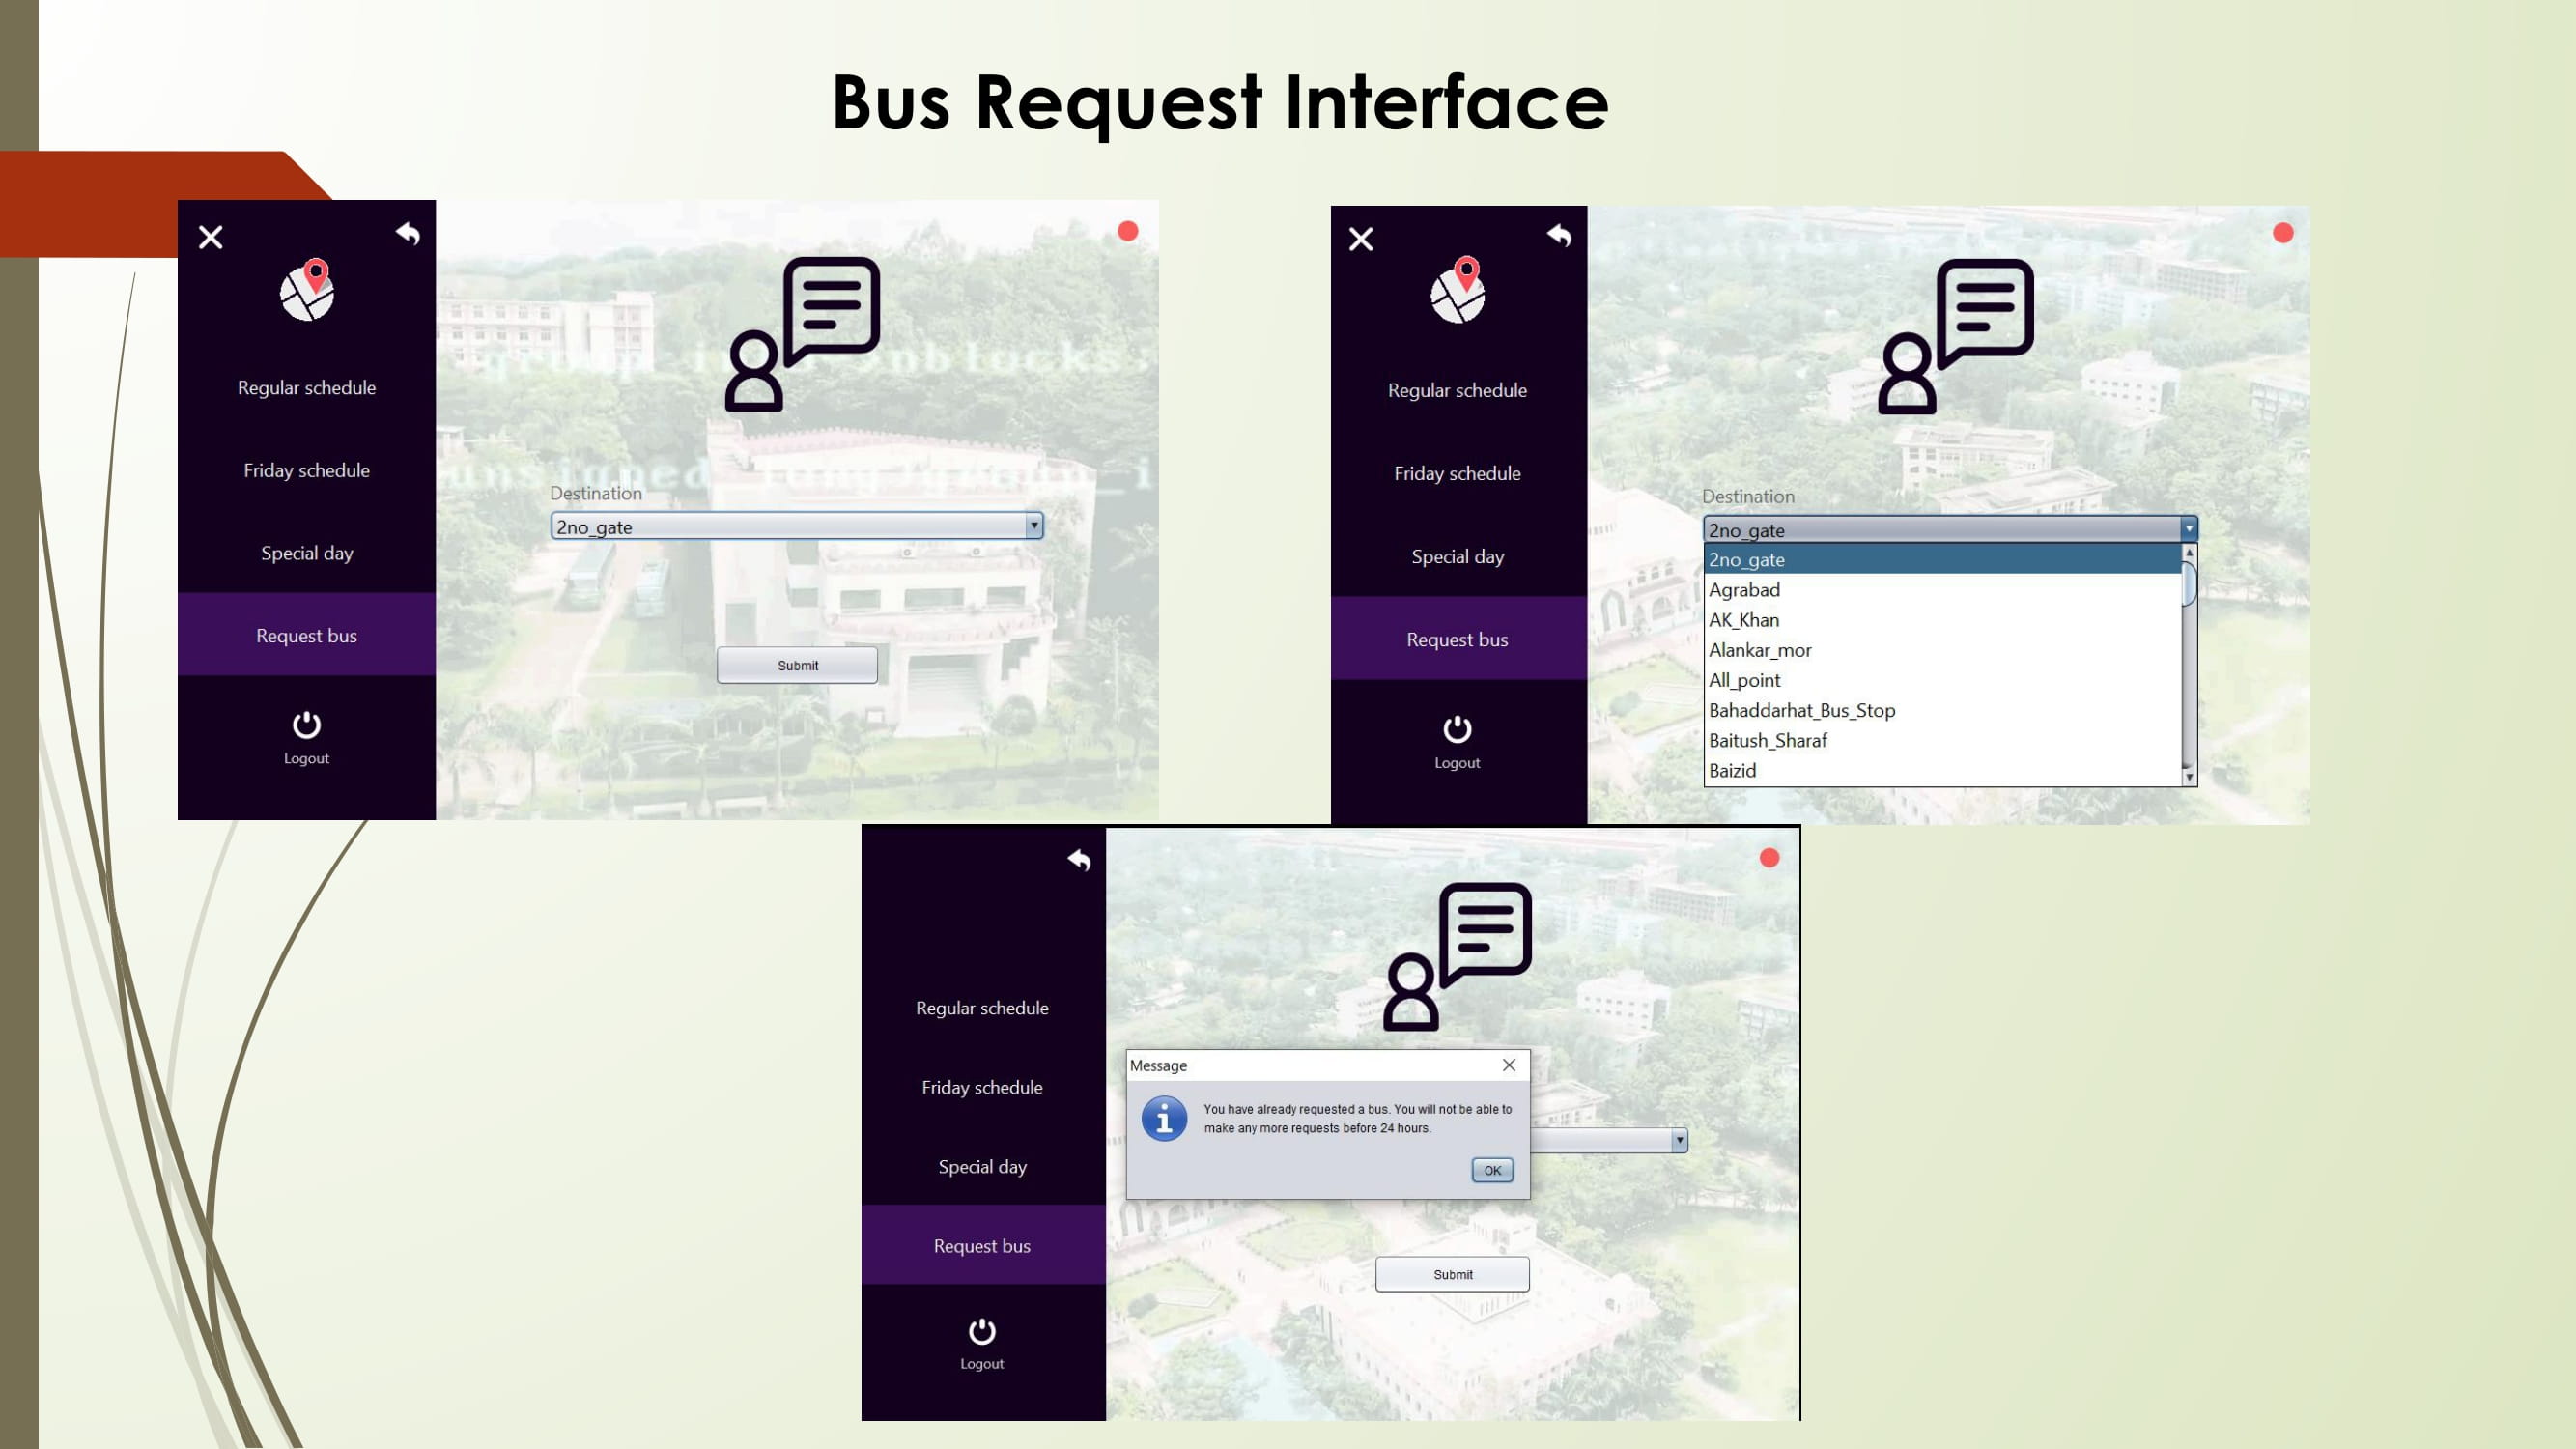 Bus Request Interface
Regular schedule
Friday schedule
Special day
Request bus
Logout
Destination
2no_gate
Submit
Regular schedule
Friday schedule
Special day
Request bus
Logout
Destination
2no_gate
2no_gate
Agrabad
AK_Khan
Alankar_mor
All_point
Bahaddarhat_Bus_Stop
Baitush_Sharaf
Baizid
Regular schedule
Friday schedule
Special day
Request bus
Logout
Message
You have already requested a bus. You will not be able to
make any more requests before 24 hours.
OK
Submit